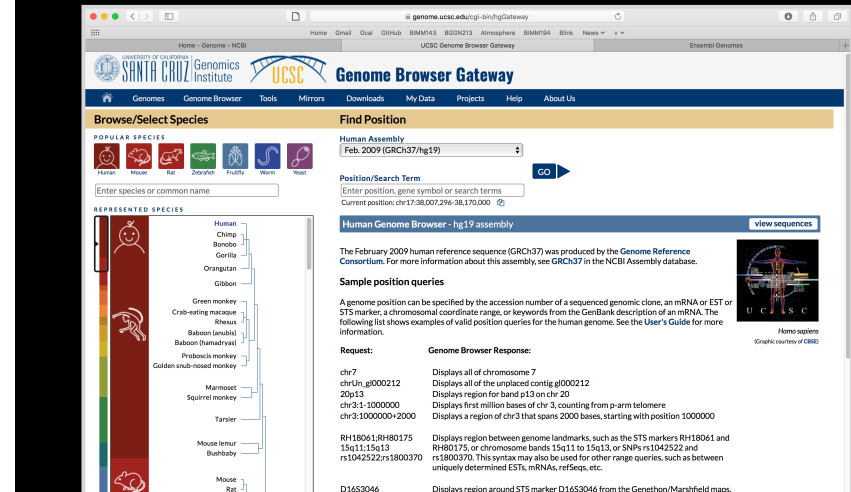 genome.ucsc.edu/cgi-bin/hgGateway
Home Gmail Gcal GitHub BIMM143 BGGN213 Atmosphere BIMM194 Blink News
Home - Genome - NCBI
UCSC Genome Browser Gateway
Ensembl Genomes
UNIVERSITY OF CALIFORNIA
SANTA CRUZ Genomics Institute
UCSC
Genome Browser Gateway
Genomes Genome Browser Tools Mirrors Downloads My Data Projects Help About Us
Browse/Select Species
POPULAR SPECIES
Human Mouse Rat Zebrafish Fruitfly Worm Yeast
Enter species or common name
REPRESENTED SPECIES
Human
Chimp
Bonobo
Gorilla
Orangutan
Gibbon
Green monkey
Crab-eating macaque
Rhesus
Baboon (anubis)
Baboon (hamadryas)
Proboscis monkey
Golden snub-nosed monkey
Marmoset
Squirrel monkey
Tarsier
Mouse lemur
Bushbaby
Mouse
Rat
Find Position
Human Assembly
Feb. 2009 (GRCh37/hg19)
Position/Search Term
Enter position, gene symbol or search terms
GO
Current position: chr17:38,007,296-38,170,000
Human Genome Browser - hg19 assembly
view sequences
The February 2009 human reference sequence (GRCh37) was produced by the Genome Reference
Consortium. For more information about this assembly, see GRCh37 in the NCBI Assembly database.
Sample position queries
A genome position can be specified by the accession number of a sequenced genomic clone, an mRNA or EST or
STS marker, a chromosomal coordinate range, or keywords from the GenBank description of an mRNA. The
following list shows examples of valid position queries for the human genome. See the User's Guide for more
information.
UC SC
Homo sapiens
(Graphic courtesy of CBSE)
Request: Genome Browser Response:
chr7 Displays all of chromosome 7
chrUn_gl000212 Displays all of the unplaced contig gl000212
20p13 Displays region for band p13 on chr 20
chr3:1-1000000 Displays first million bases of chr 3, counting from p-arm telomere
chr3:1000000+2000 Displays a region of chr3 that spans 2000 bases, starting with position 1000000
RH18061;RH80175 Displays region between genome landmarks, such as the STS markers RH18061 and
15q11;15q13 RH80175, or chromosome bands 15q11 to 15q13, or SNPs rs1042522 and
rs1042522;rs1800370 rs1800370. This syntax may also be used for other range queries, such as between
uniquely determined ESTs, mRNAs, refSeqs, etc.
D16S3046 Displays region around STS marker D16S3046 from the Genethon/Marshfield maps.